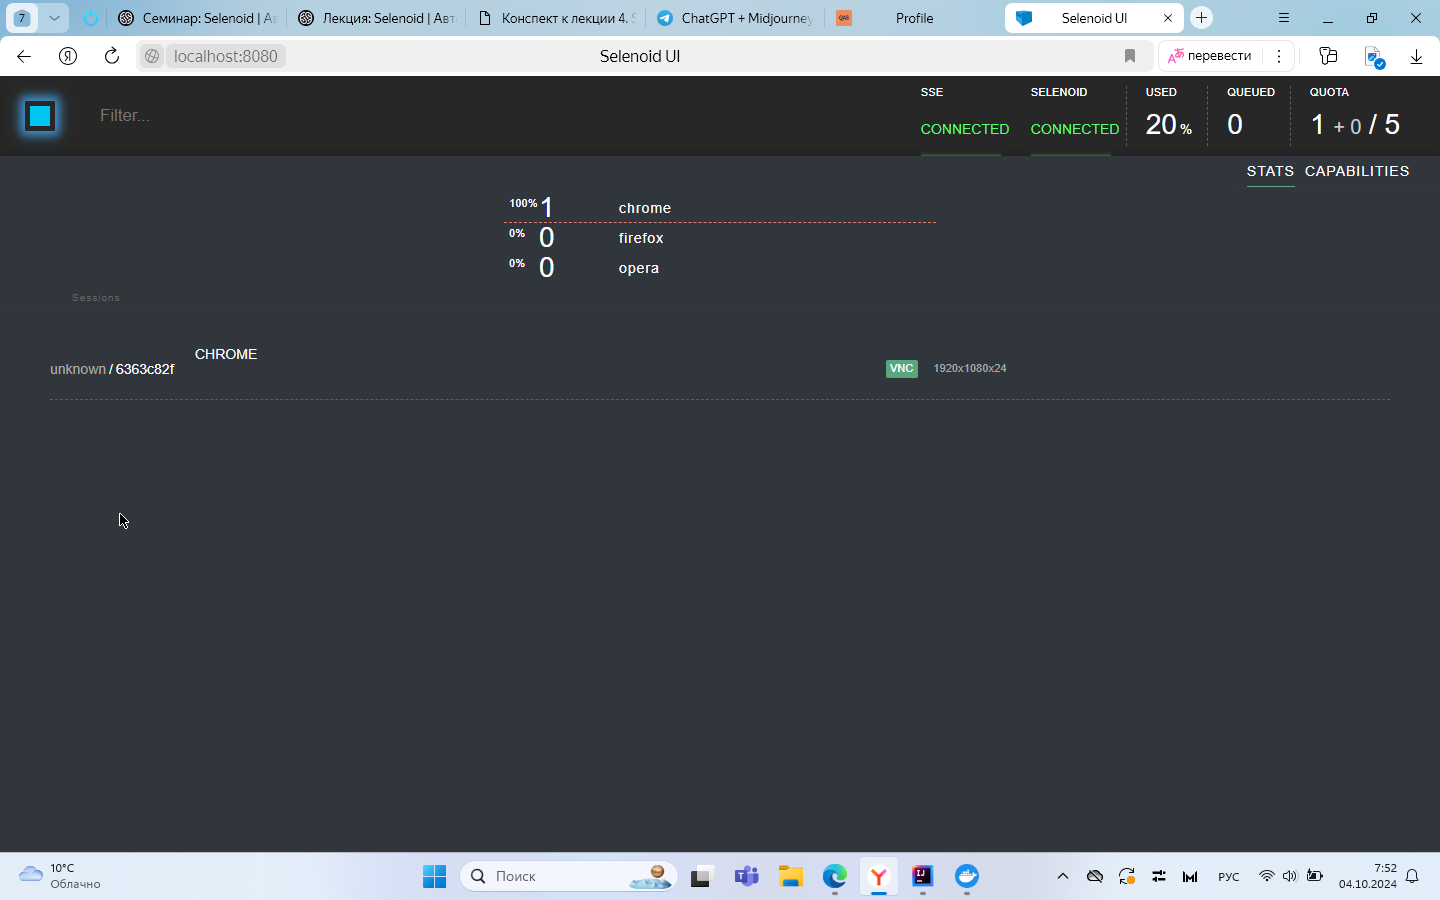 7
Семинар: Selenoid | Ав
Лекция: Selenoid | Авт
Конспект к лекции 4. S
ChatGPT + Midjourney
QAS
Profile
Selenoid UI
Я
localhost:8080
Selenoid UI
перевести
Filter...
SSE
SELENOID
USED
QUEUED
QUOTA
CONNECTED
CONNECTED
20 %
0
1 + 0 / 5
STATS
CAPABILITIES
100% 1 chrome
0% 0 firefox
0% 0 opera
Sessions
CHROME
unknown / 6363c82f
VNC
1920x1080x24
10°C
Облачно
Поиск
РУС
7:52
04.10.2024